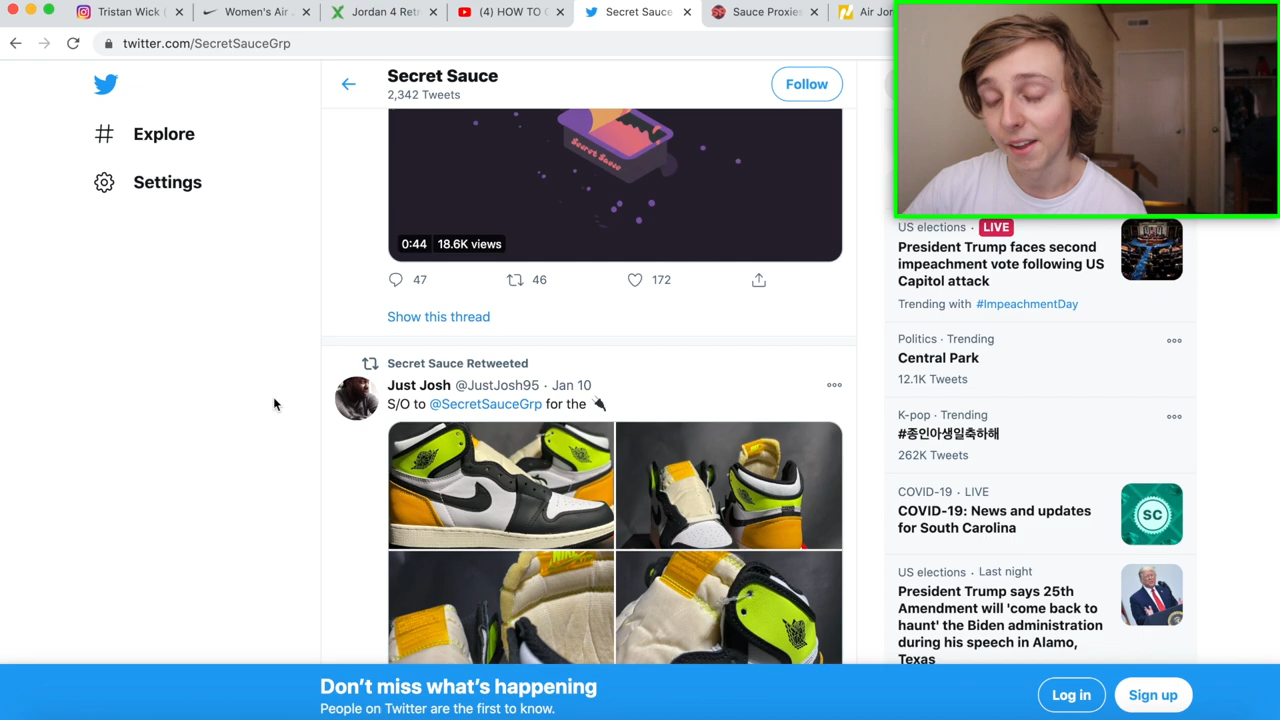 Tristan Wick (
Women's Air
Jordan 4 Retr
(4) HOW TO
Secret Sauce
Sauce Proxies
Air Jor
twitter.com/SecretSauceGrp
Secret Sauce
2,342 Tweets
Follow
Explore
Settings
Secret Sauce
0:44
18.6K views
47
46
172
Show this thread
Secret Sauce Retweeted
Just Josh @JustJosh95 · Jan 10
S/O to @SecretSauceGrp for the
US elections · LIVE
President Trump faces second
impeachment vote following US
Capitol attack
Trending with #ImpeachmentDay
Politics · Trending
Central Park
12.1K Tweets
K-pop · Trending
#종인아생일축하해
262K Tweets
COVID-19 · LIVE
COVID-19: News and updates
for South Carolina
SC
US elections · Last night
President Trump says 25th
Amendment will 'come back to
haunt' the Biden administration
during his speech in Alamo,
Texas
Don't miss what's happening
People on Twitter are the first to know.
Log in
Sign up